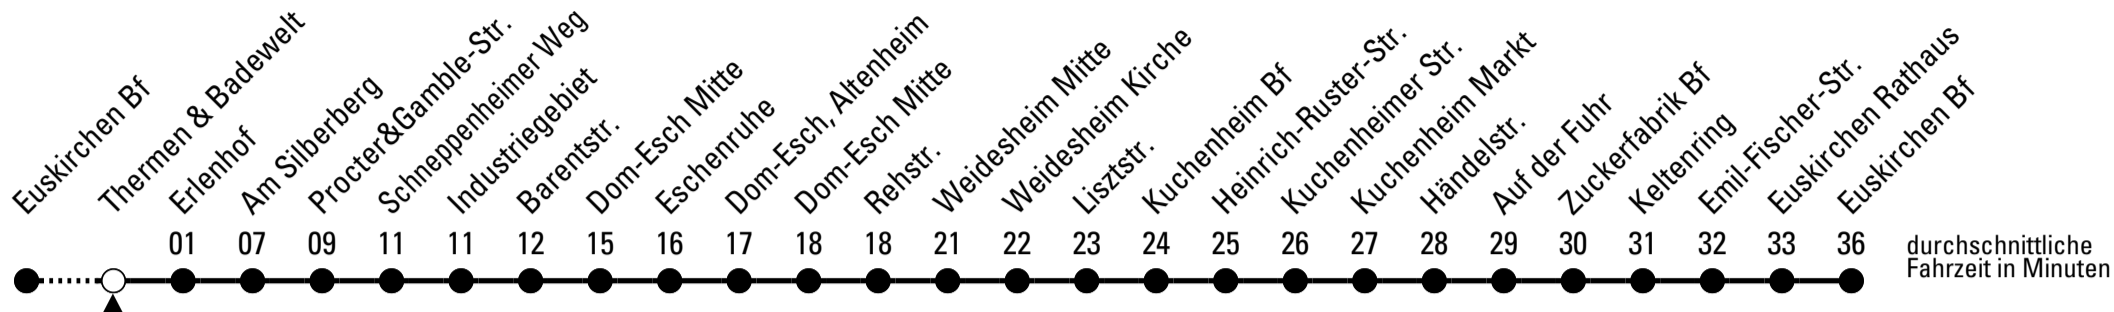 Euskirchen Bf
Thermen & Badewelt
Erlenhof
Am Silberberg
Procter&Gamble-Str.
Schneppenheimer Weg
Industriegebiet
Barentstr.
Dom-Esch Mitte
Eschenruhe
Dom-Esch, Altenheim
Dom-Esch Mitte
Rehstr.
Weidesheim Mitte
Weidesheim Kirche
Lisztstr.
Kuchenheim Bf
Heinrich-Ruster-Str.
Kuchenheimer Str.
Kuchenheim Markt
Händelstr.
Auf der Fuhr
Zuckerfabrik Bf
Keltenring
Emil-Fischer-Str.
Euskirchen Rathaus
Euskirchen Bf
01 07 09 11 11 12 15 16 17 18 18 21 22 23 24 25 26 27 28 29 30 31 32 33 36
durchschnittliche
Fahrzeit in Minuten